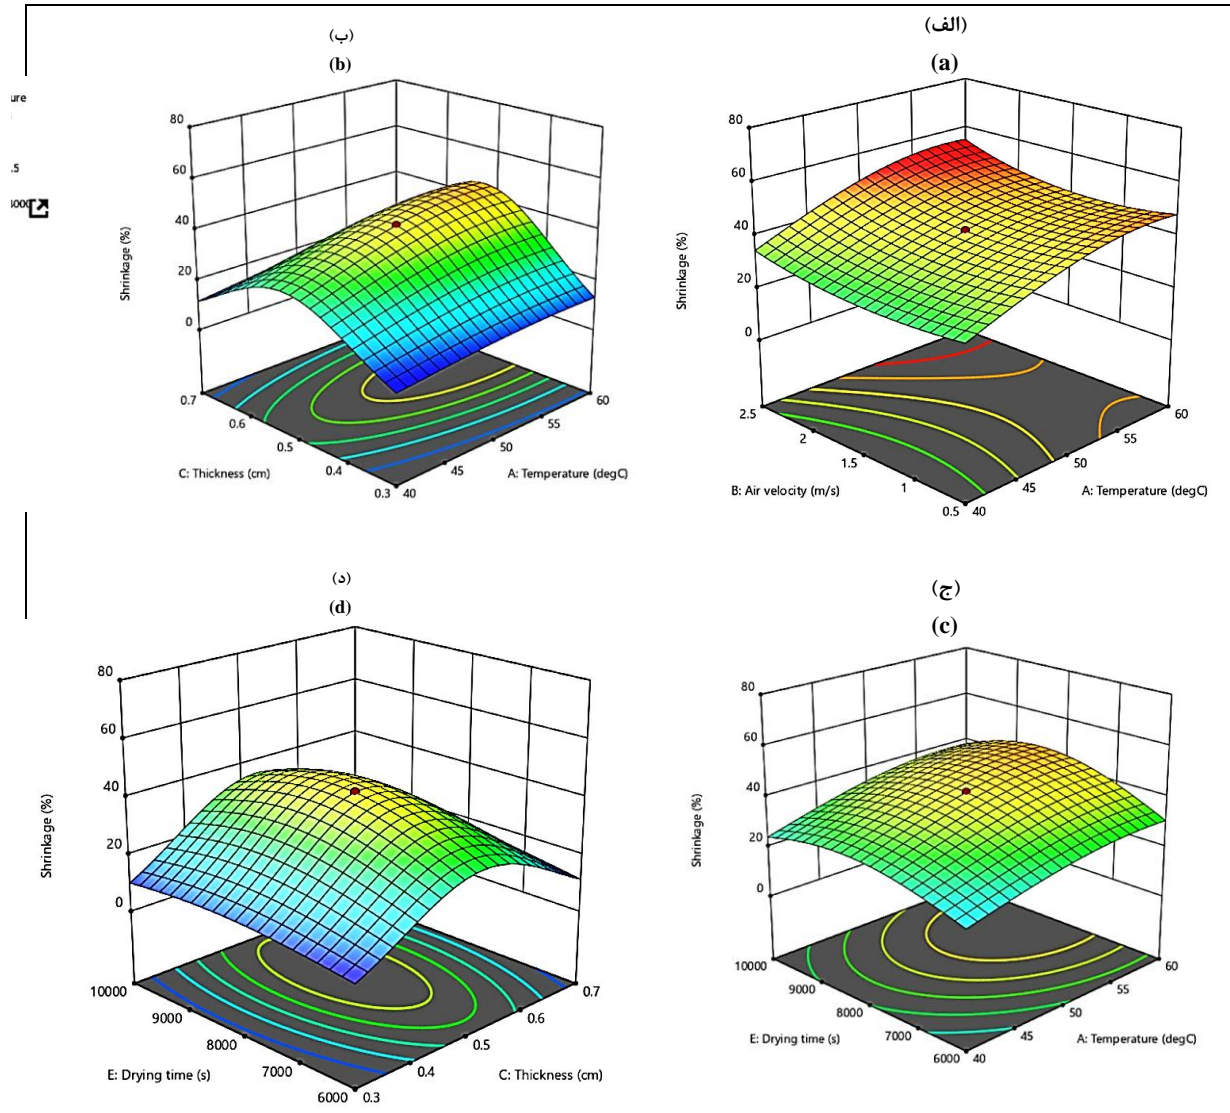 (الف)
(a)
80
60
40
20
0
Shrinkage (%)
2.5
2
1.5
1
0.5
B: Air velocity (m/s)
40
45
50
55
60
A: Temperature (degC)
(ب)
(b)
80
60
40
20
0
Shrinkage (%)
0.7
0.6
0.5
0.4
0.3
C: Thickness (cm)
40
45
50
55
60
A: Temperature (degC)
(ج)
(c)
80
60
40
20
0
Shrinkage (%)
10000
9000
8000
7000
6000
E: Drying time (s)
40
45
50
55
60
A: Temperature (degC)
(د)
(d)
80
60
40
20
0
Shrinkage (%)
10000
9000
8000
7000
6000
E: Drying time (s)
0.3
0.4
0.5
0.6
0.7
C: Thickness (cm)
ure
.5